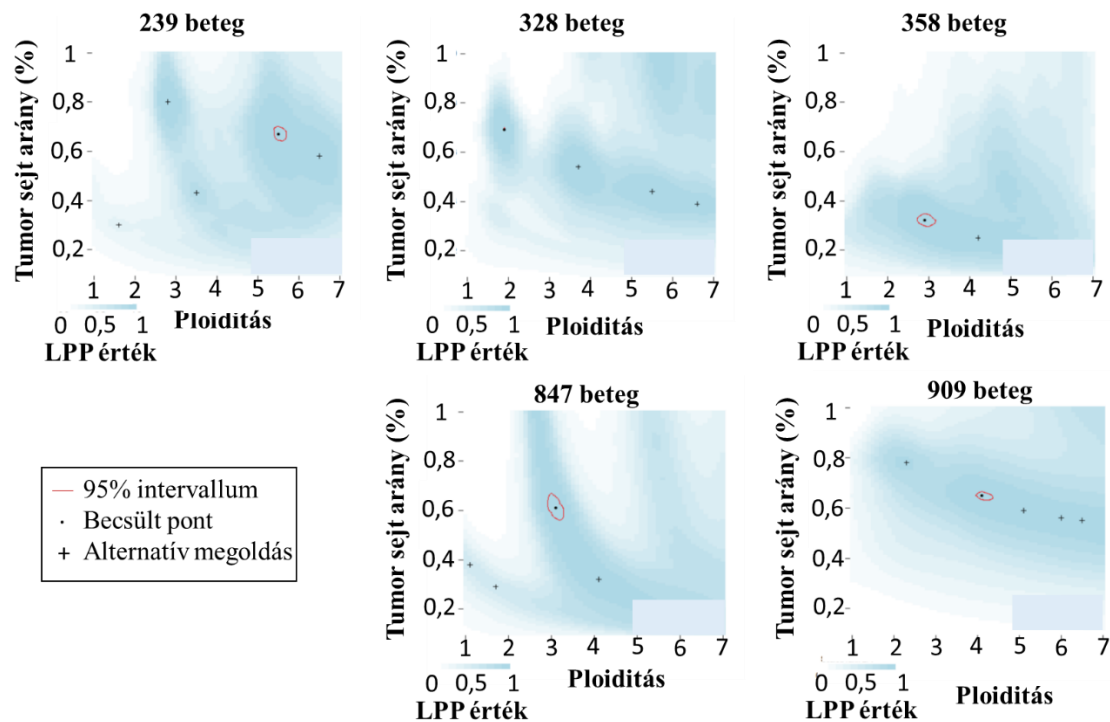 239 beteg
Tumor sejt arány (%)
1
0,8
0,6
0,4
0,2
1 2 3 4 5 6 7
0 0,5 1
Ploiditás
LPP érték
328 beteg
Tumor sejt arány (%)
1
0,8
0,6
0,4
0,2
1 2 3 4 5 6 7
0 0,5 1
Ploiditás
LPP érték
358 beteg
Tumor sejt arány (%)
1
0,8
0,6
0,4
0,2
1 2 3 4 5 6 7
0 0,5 1
Ploiditás
LPP érték
95% intervallum
Becsült pont
Alternatív megoldás
847 beteg
Tumor sejt arány (%)
1
0,8
0,6
0,4
0,2
1 2 3 4 5 6 7
0 0,5 1
Ploiditás
LPP érték
909 beteg
Tumor sejt arány (%)
1
0,8
0,6
0,4
0,2
1 2 3 4 5 6 7
0 0,5 1
Ploiditás
LPP érték